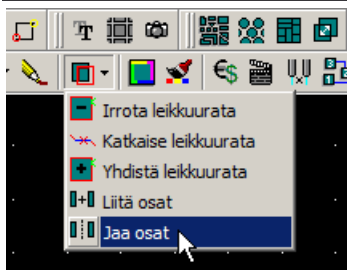 Irrota leikkuurata
Katkaise leikkuurata
Yhdistä leikkuurata
Liitä osat
Jaa osat